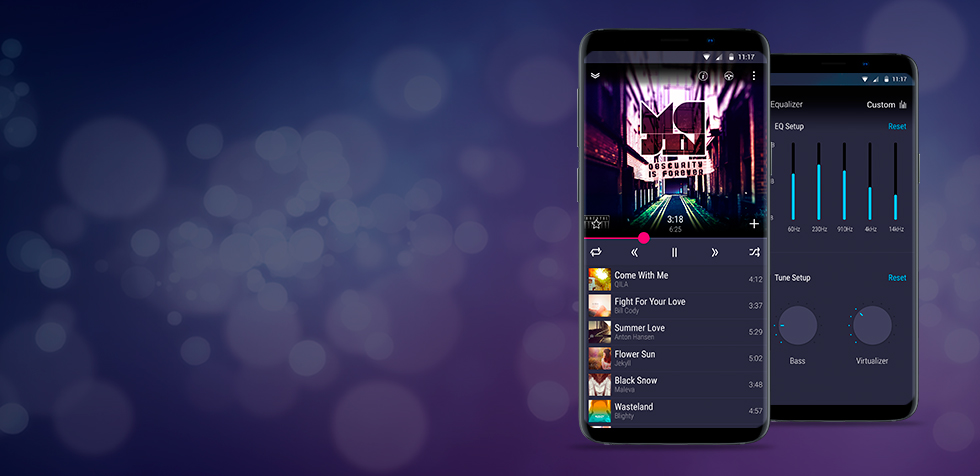 11:17
MC
OBSCURITY
IS FOREVER
3:18
6:25
Come With Me
QILA
4:12
Fight For Your Love
Bill Cody
3:37
Summer Love
Anton Hansen
5:29
Flower Sun
Jekyll
5:02
Black Snow
Maleva
3:48
Wasteland
Blighty
4:57
11:17
Equalizer
Custom
EQ Setup
Reset
B
B
60Hz
230Hz
910Hz
4kHz
14kHz
Tune Setup
Reset
Bass
Virtualizer